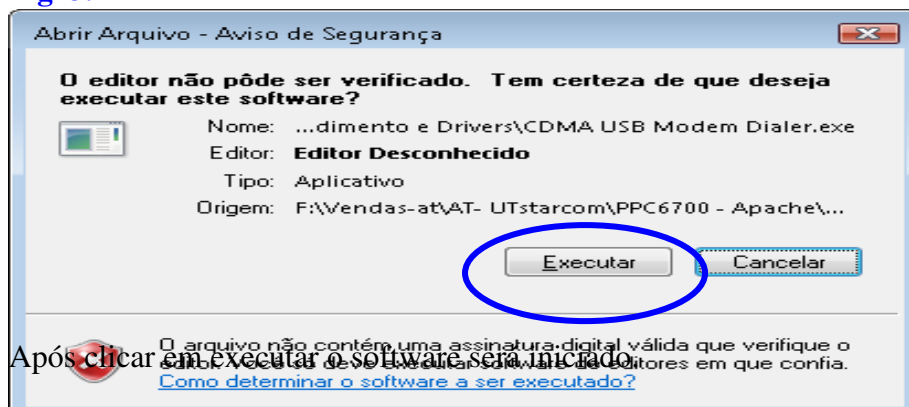 Abrir Arquivo - Aviso de Segurança
O editor não pôde ser verificado. Tem certeza de que deseja
executar este software?
Nome: ...dimento e Drivers\CDMA USB Modem Dialer.exe
Editor: Editor Desconhecido
Tipo: Aplicativo
Origem: F:\Vendas-at\AT- UTstarcom\PPC6700 - Apache\...
Executar Cancelar
O arquivo não contém uma assinatura digital válida que verifique o
Após clicar em executar o software será iniciado.
editor. Você só deve executar software de editores em que confia.
Como determinar o software a ser executado?